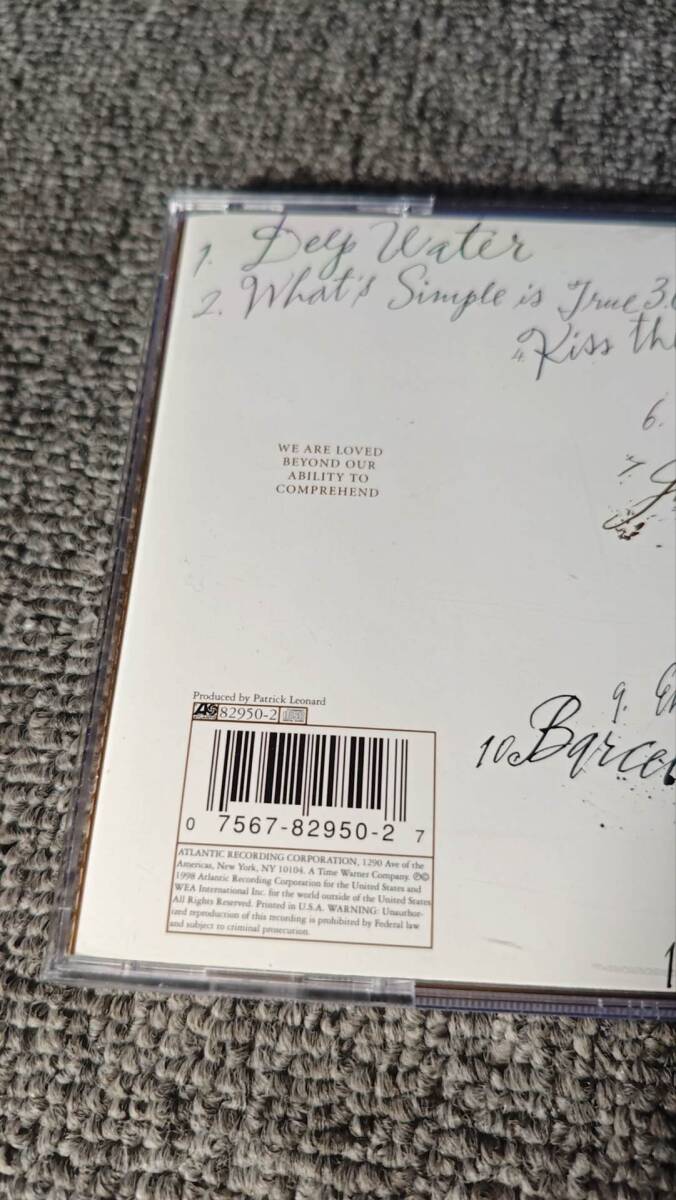 1. Deep Water
2. What's Simple is True 3.
4. Kiss
6.
7.
WE ARE LOVED
BEYOND OUR
ABILITY TO
COMPREHEND
9.
10.
Produced by Patrick Leonard
82950-2
0 7567-82950-2 7
ATLANTIC RECORDING CORPORATION, 1290 Ave of the
Americas, New York, NY 10104. A Time Warner Company. ℗©
1998 Atlantic Recording Corporation for the United States and
WEA International Inc. for the world outside of the United States.
All Rights Reserved. Printed in U.S.A. WARNING: Unauthor-
ized reproduction of this recording is prohibited by Federal law
and subject to criminal prosecution.